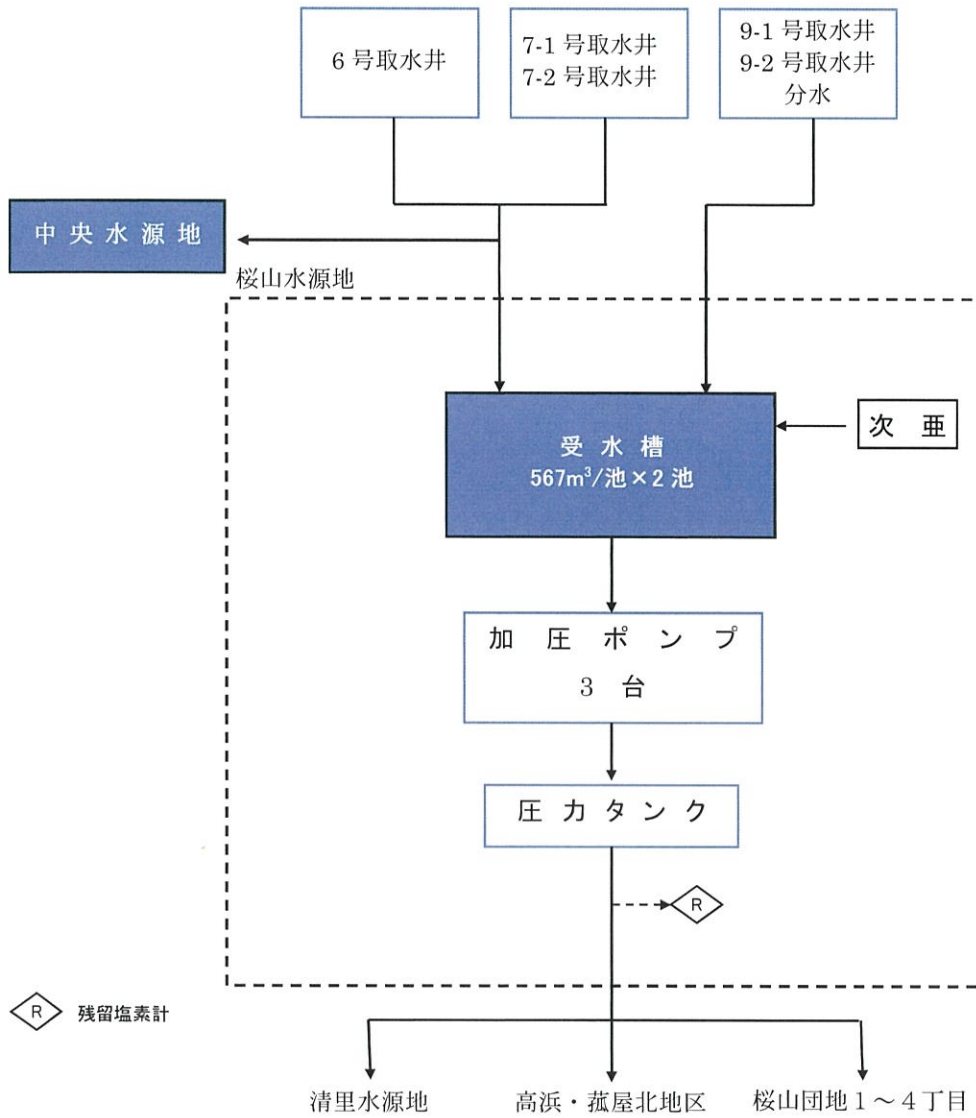 6 号取水井
7-1 号取水井
7-2 号取水井
9-1 号取水井
9-2 号取水井
分水
中 央 水 源 地
桜山水源地
受 水 槽
567m³/池×2 池
次 亜
加 圧 ポ ン プ
3 台
圧 力 タ ン ク
R
R 残留塩素計
清里水源地
高浜・菰屋北地区
桜山団地 1～4丁目